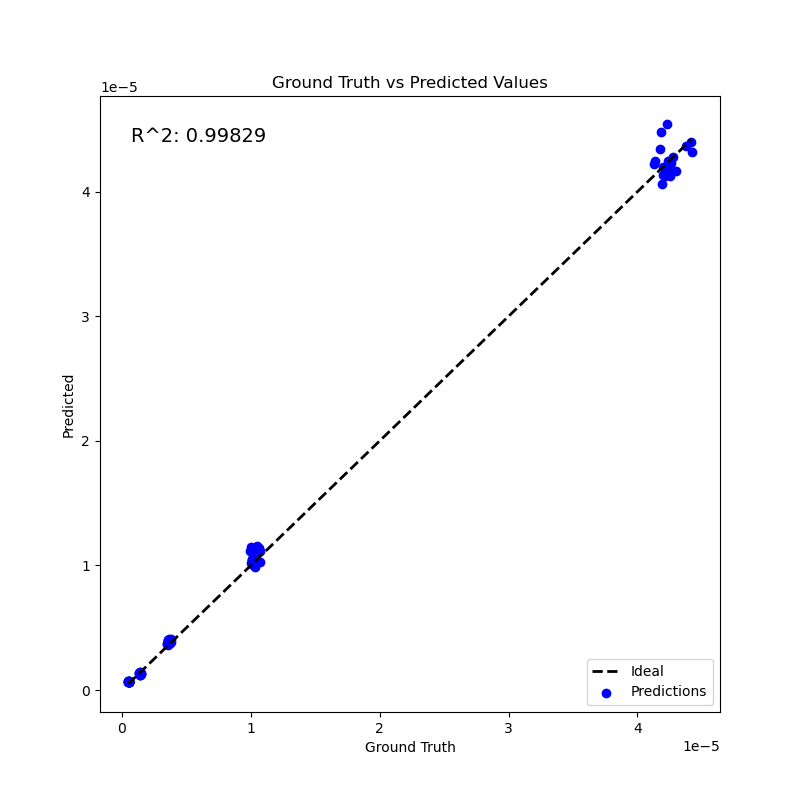 Ground Truth vs Predicted Values
1e−5
R^2: 0.99829
4
3
2
1
0
Predicted
Ideal
Predictions
0 1 2 3 4
Ground Truth
1e−5